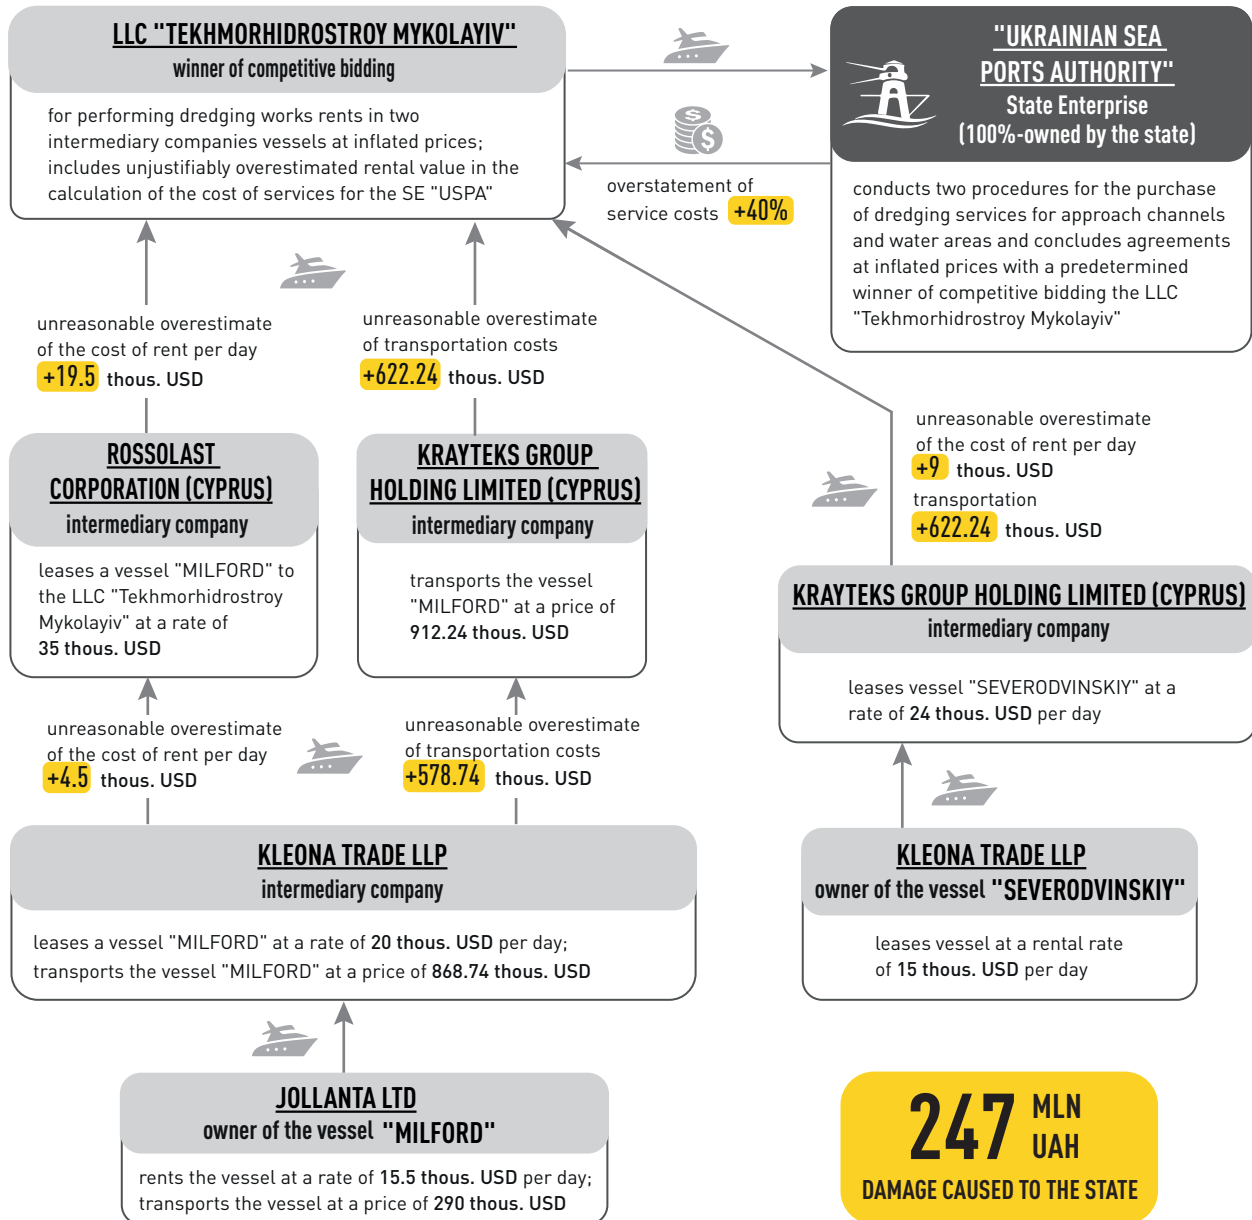 LLC "TEKHMORHIDROSTROY MYKOLAYIV"
winner of competitive bidding
for performing dredging works rents in two
intermediary companies vessels at inflated prices;
includes unjustifiably overestimated rental value in the
calculation of the cost of services for the SE "USPA"
overstatement of
service costs +40%
"UKRAINIAN SEA
PORTS AUTHORITY"
State Enterprise
(100%-owned by the state)
conducts two procedures for the purchase
of dredging services for approach channels
and water areas and concludes agreements
at inflated prices with a predetermined
winner of competitive bidding the LLC
"Tekhmorhidrostroy Mykolayiv"
unreasonable overestimate
of the cost of rent per day
+19.5 thous. USD
unreasonable overestimate
of transportation costs
+622.24 thous. USD
unreasonable overestimate
of the cost of rent per day
+9 thous. USD
transportation
+622.24 thous. USD
ROSSOLAST
CORPORATION (CYPRUS)
intermediary company
leases a vessel "MILFORD" to
the LLC "Tekhmorhidrostroy
Mykolayiv" at a rate of
35 thous. USD
KRAYTEKS GROUP
HOLDING LIMITED (CYPRUS)
intermediary company
transports the vessel
"MILFORD" at a price of
912.24 thous. USD
KRAYTEKS GROUP HOLDING LIMITED (CYPRUS)
intermediary company
leases vessel "SEVERODVINSKIY" at a
rate of 24 thous. USD per day
unreasonable overestimate
of the cost of rent per day
+4.5 thous. USD
unreasonable overestimate
of transportation costs
+578.74 thous. USD
KLEONA TRADE LLP
intermediary company
leases a vessel "MILFORD" at a rate of 20 thous. USD per day;
transports the vessel "MILFORD" at a price of 868.74 thous. USD
KLEONA TRADE LLP
owner of the vessel "SEVERODVINSKIY"
leases vessel at a rental rate
of 15 thous. USD per day
JOLLANTA LTD
owner of the vessel "MILFORD"
rents the vessel at a rate of 15.5 thous. USD per day;
transports the vessel at a price of 290 thous. USD
247 MLN
UAH
DAMAGE CAUSED TO THE STATE